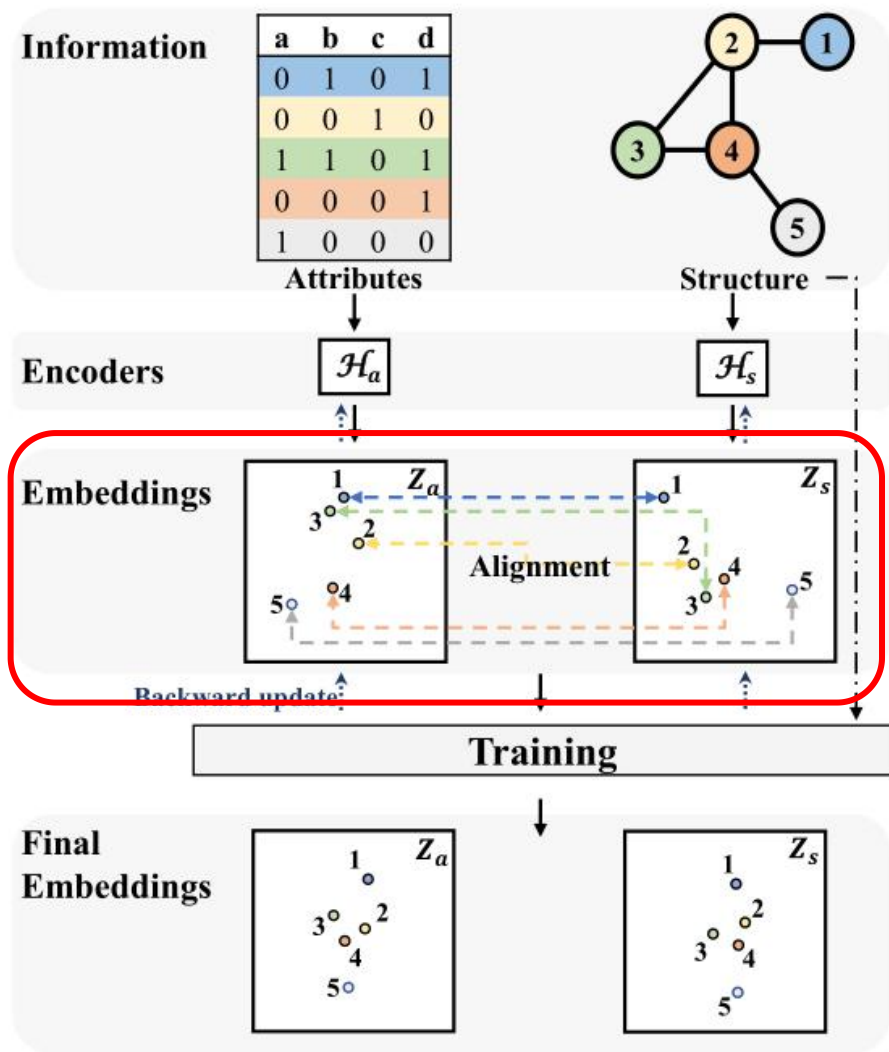 Information
a b c d
0 1 0 1
0 0 1 0
1 1 0 1
0 0 0 1
1 0 0 0
Attributes
2
1
3
4
5
Structure
Encoders
ℋₐ
ℋₛ
Embeddings
Zₐ
1
3
2
4
5
Alignment
Zₛ
1
2
4
3
5
Backward update
Training
Final
Embeddings
Zₐ
1
3
2
4
5
Zₛ
1
2
3
4
5